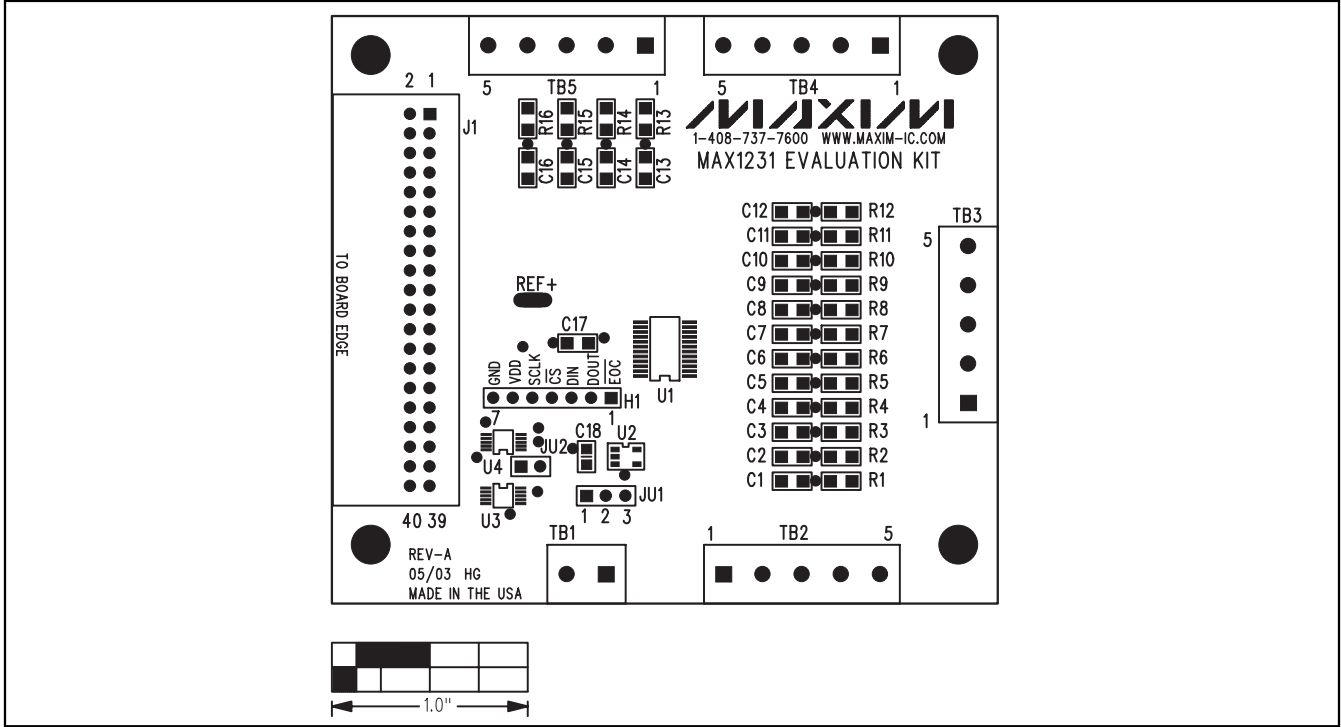 5 TB5 1
5 TB4 1
2 1
J1
R16 R15 R14 R13
C16 C15 C14 C13
MAXIM
1-408-737-7600 WWW.MAXIM-IC.COM
MAX1231 EVALUATION KIT
TO BOARD EDGE
C12 R12
C11 R11
C10 R10
C9 R9
C8 R8
C7 R7
C6 R6
C5 R5
C4 R4
C3 R3
C2 R2
C1 R1
TB3
5
1
REF+
C17
GND VDD SCLK CS DIN DOUT EOC
H1
7 1
U1
C18 U2
JU2
U4
JU1
U3
1 2 3
40 39
TB1
1 TB2 5
REV-A
05/03 HG
MADE IN THE USA
1.0"